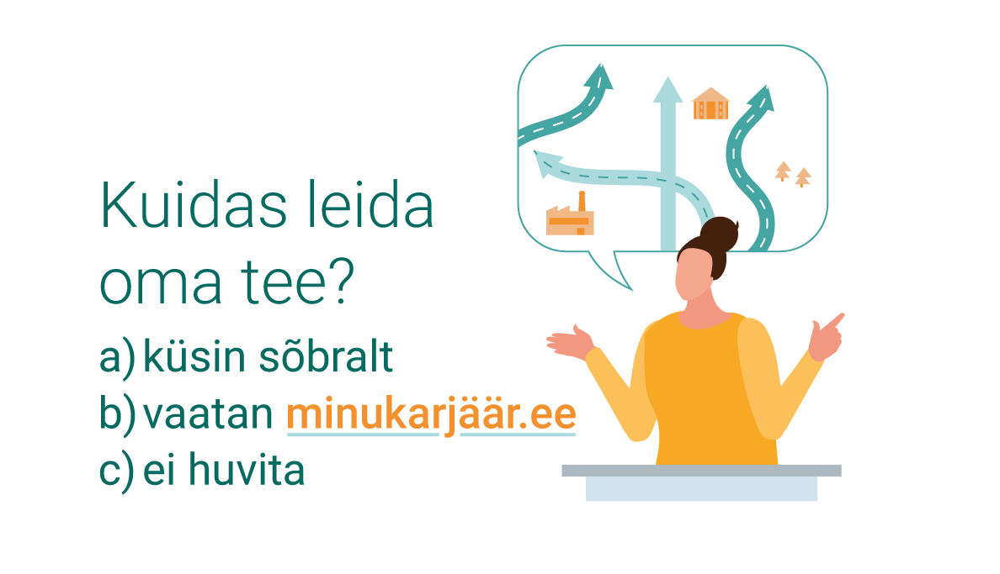 Kuidas leida
oma tee?
a) küsin sõbralt
b) vaatan minukarjäär.ee
c) ei huvita